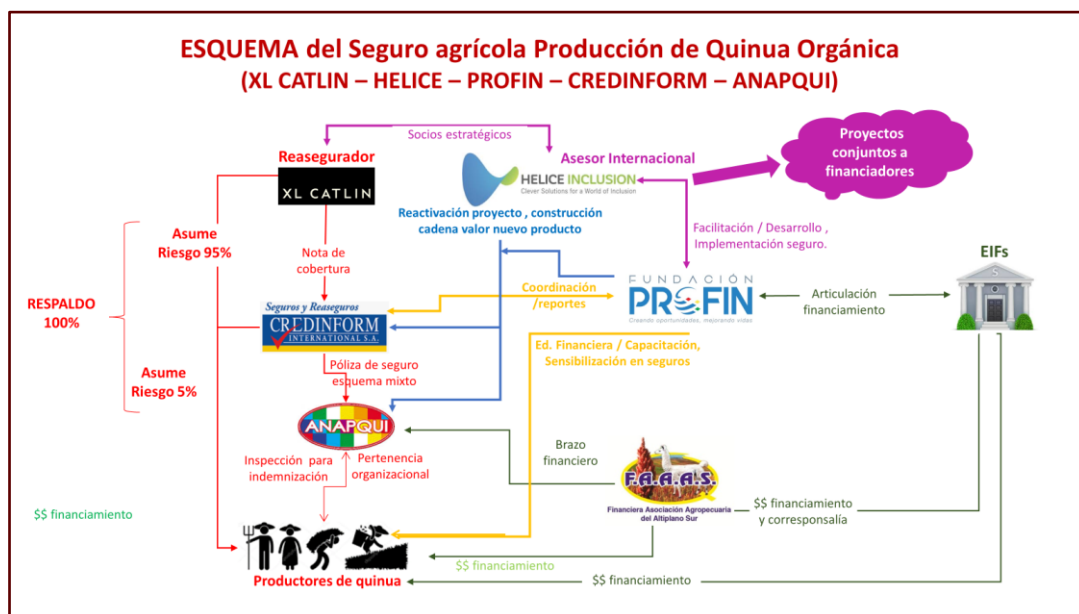 ESQUEMA del Seguro agrícola Producción de Quinua Orgánica
(XL CATLIN – HELICE – PROFIN – CREDINFORM – ANAPQUI)
Socios estratégicos
Reasegurador
XL CATLIN
Asesor Internacional
HELICE INCLUSION
Clever Solutions for a World of Inclusion
Proyectos
conjuntos a
financiadores
Reactivación proyecto , construcción
cadena valor nuevo producto
Facilitación / Desarrollo ,
Implementación seguro.
Asume
Riesgo 95%
Nota de
cobertura
EIFs
RESPALDO
100%
Coordinación
/reportes
FUNDACIÓN
PROFIN
Creando oportunidades, mejorando vidas
Articulación
financiamiento
Seguros y Reaseguros
CREDINFORM
INTERNATIONAL S.A.
Ed. Financiera / Capacitación,
Sensibilización en seguros
Asume
Riesgo 5%
Póliza de seguro
esquema mixto
ANAPQUI
Inspección para
indemnización
Pertenencia
organizacional
Brazo
financiero
F.A.A.A.S.
Financiera Asociación Agropecuaria
del Altiplano Sur
$$ financiamiento
y corresponsalía
$$ financiamiento
$$ financiamiento
$$ financiamiento
Productores de quinua